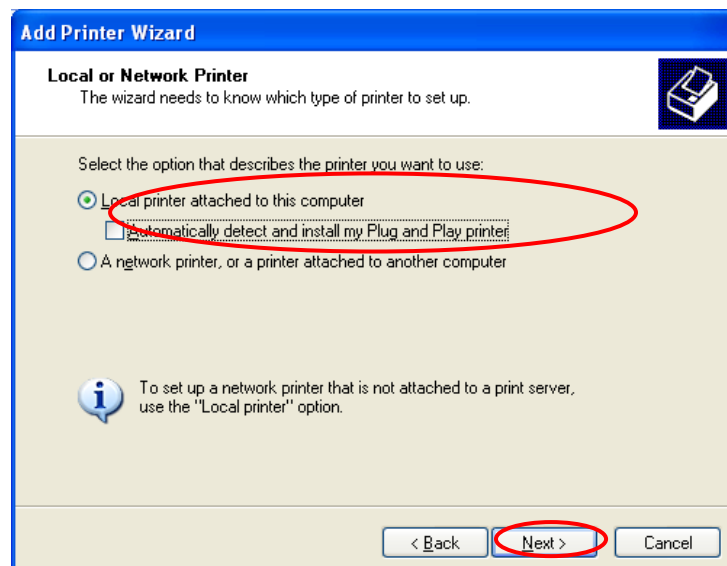 Add Printer Wizard
Local or Network Printer
The wizard needs to know which type of printer to set up.
Select the option that describes the printer you want to use:
Local printer attached to this computer
Automatically detect and install my Plug and Play printer
A network printer, or a printer attached to another computer
To set up a network printer that is not attached to a print server,
use the "Local printer" option.
< Back
Next >
Cancel